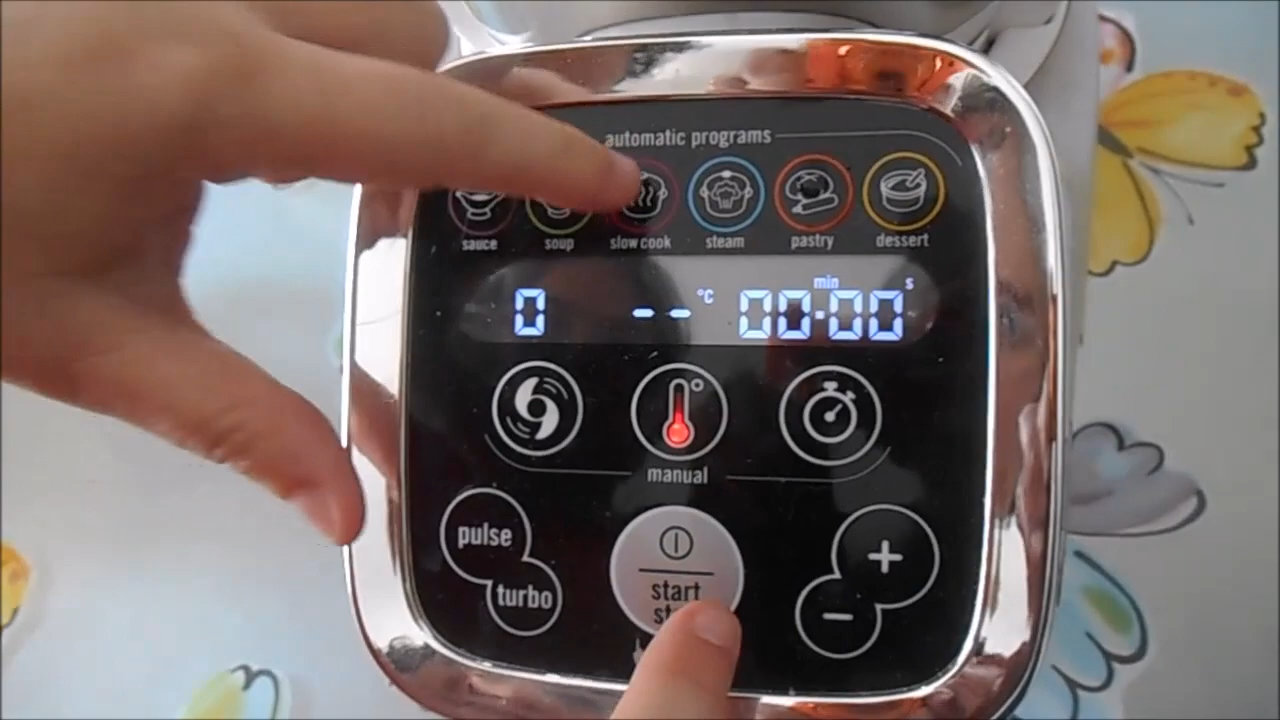 automatic programs
sauce soup slow cook steam pastry dessert
min s
0 -- °C 00:00
manual
pulse
turbo
start
+
-